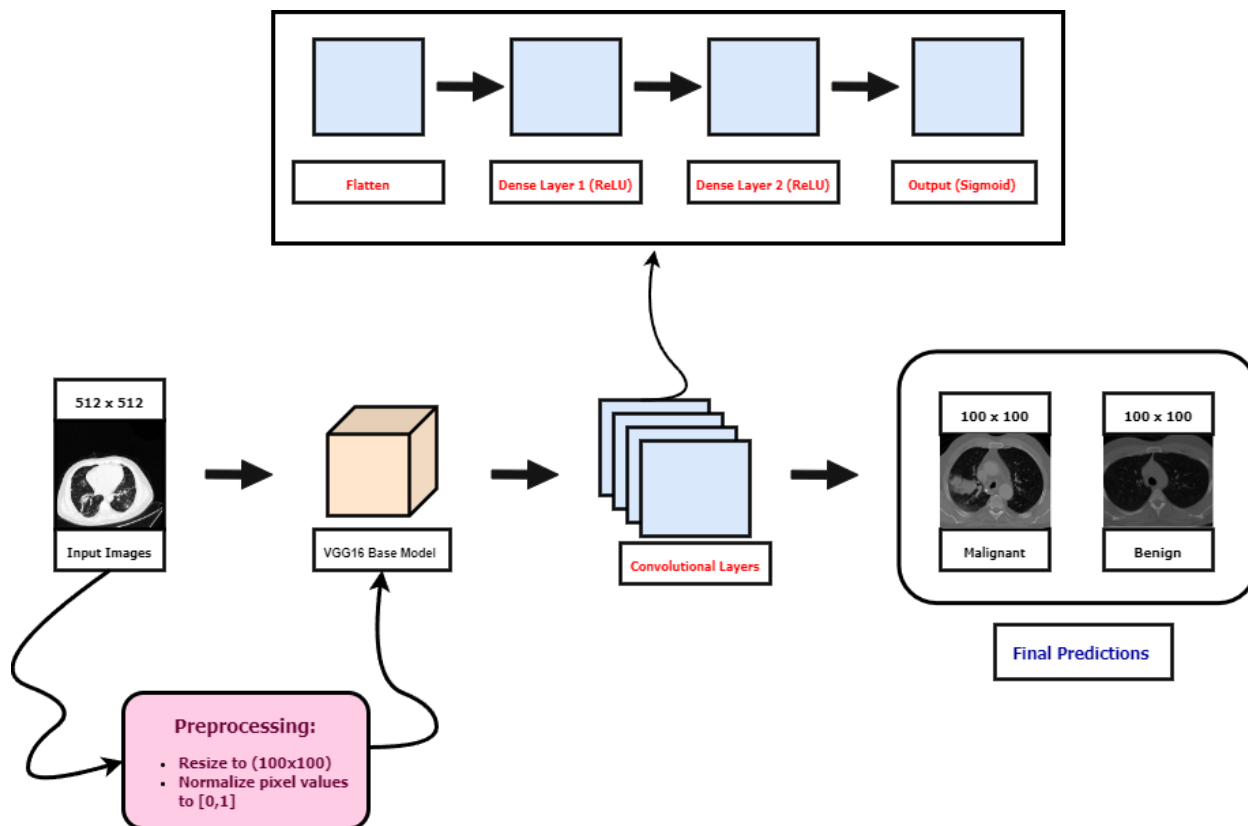 Flatten
Dense Layer 1 (ReLU)
Dense Layer 2 (ReLU)
Output (Sigmoid)
512 x 512
Input Images
VGG16 Base Model
Convolutional Layers
100 x 100
Malignant
100 x 100
Benign
Final Predictions
Preprocessing:
• Resize to (100x100)
• Normalize pixel values
to [0,1]